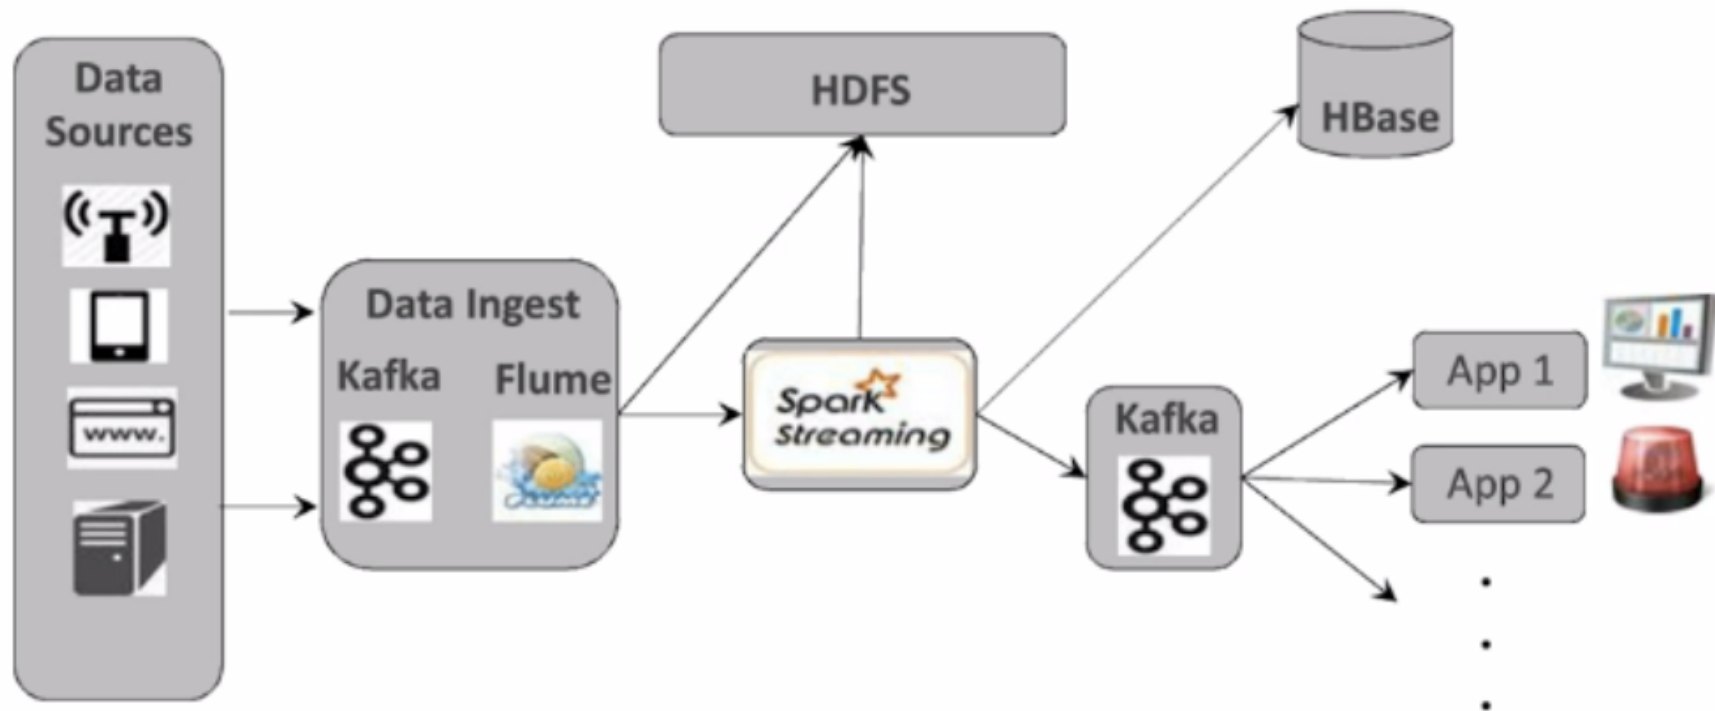 Data
Sources
www.
Data Ingest
Kafka
Flume
HDFS
Spark
Streaming
HBase
Kafka
App 1
App 2